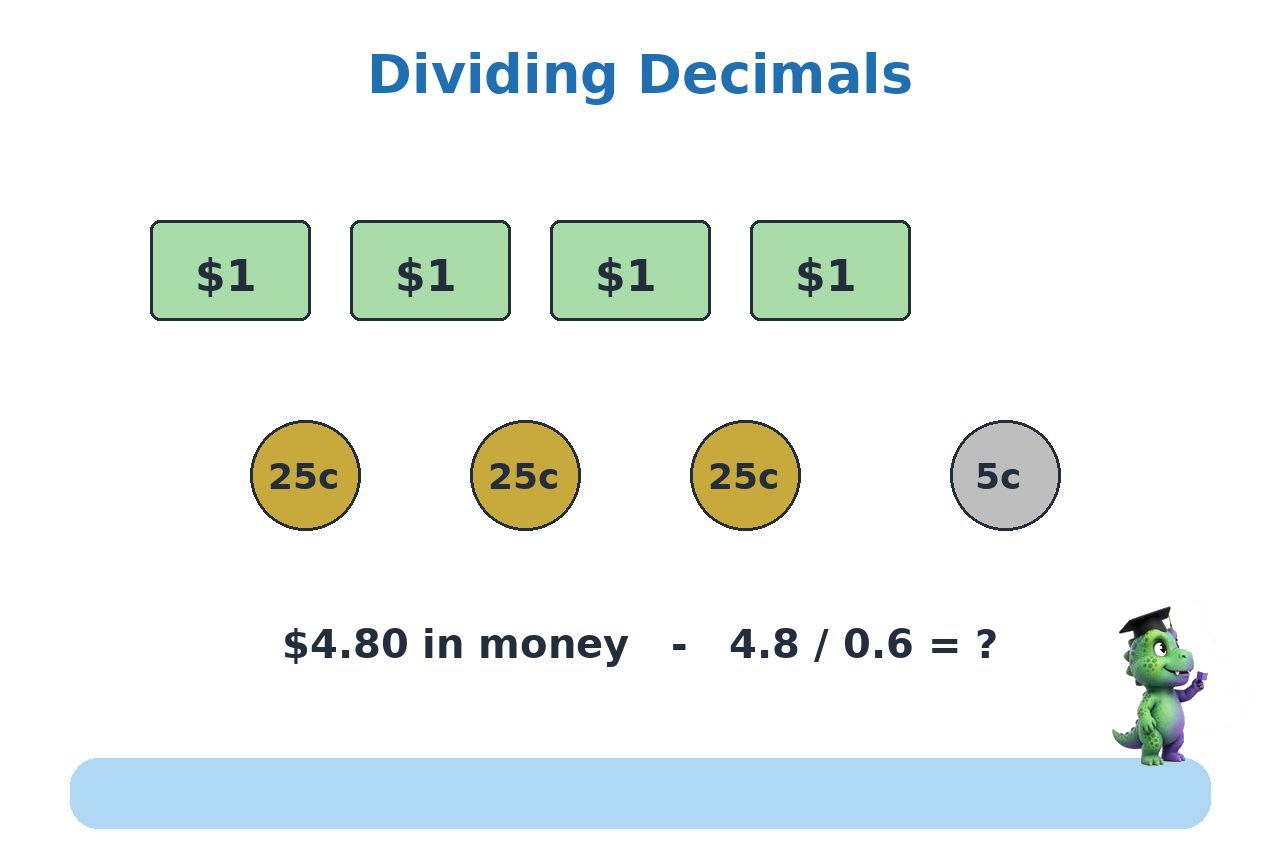 Dividing Decimals
$1 $1 $1 $1
25c 25c 25c 5c
$4.80 in money - 4.8 / 0.6 = ?